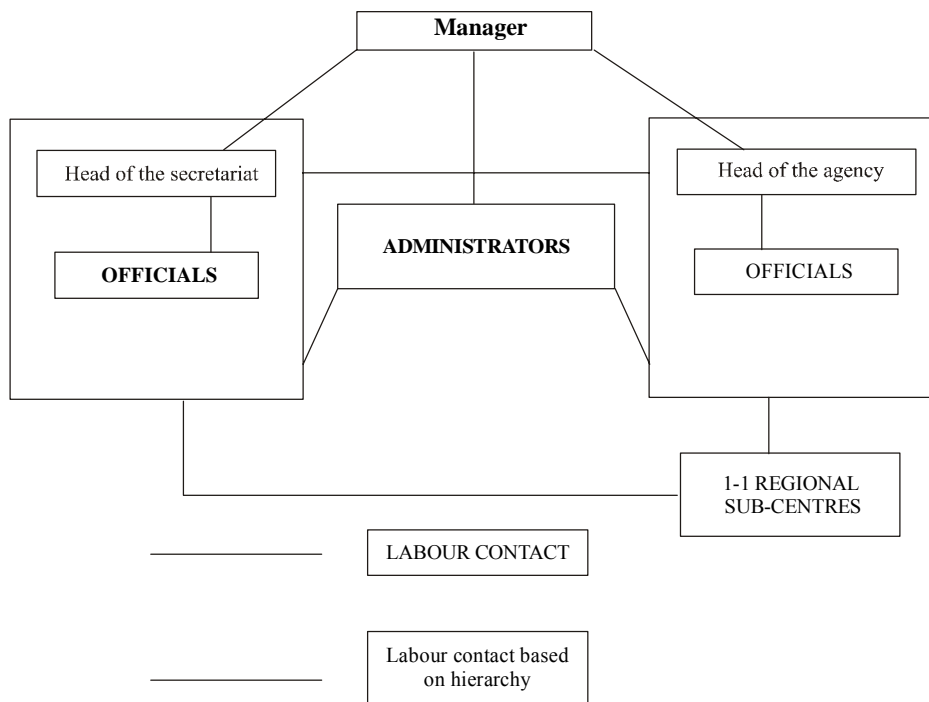 Manager
Head of the secretariat
Head of the agency
ADMINISTRATORS
OFFICIALS
OFFICIALS
1-1 REGIONAL
SUB-CENTRES
LABOUR CONTACT
Labour contact based
on hierarchy